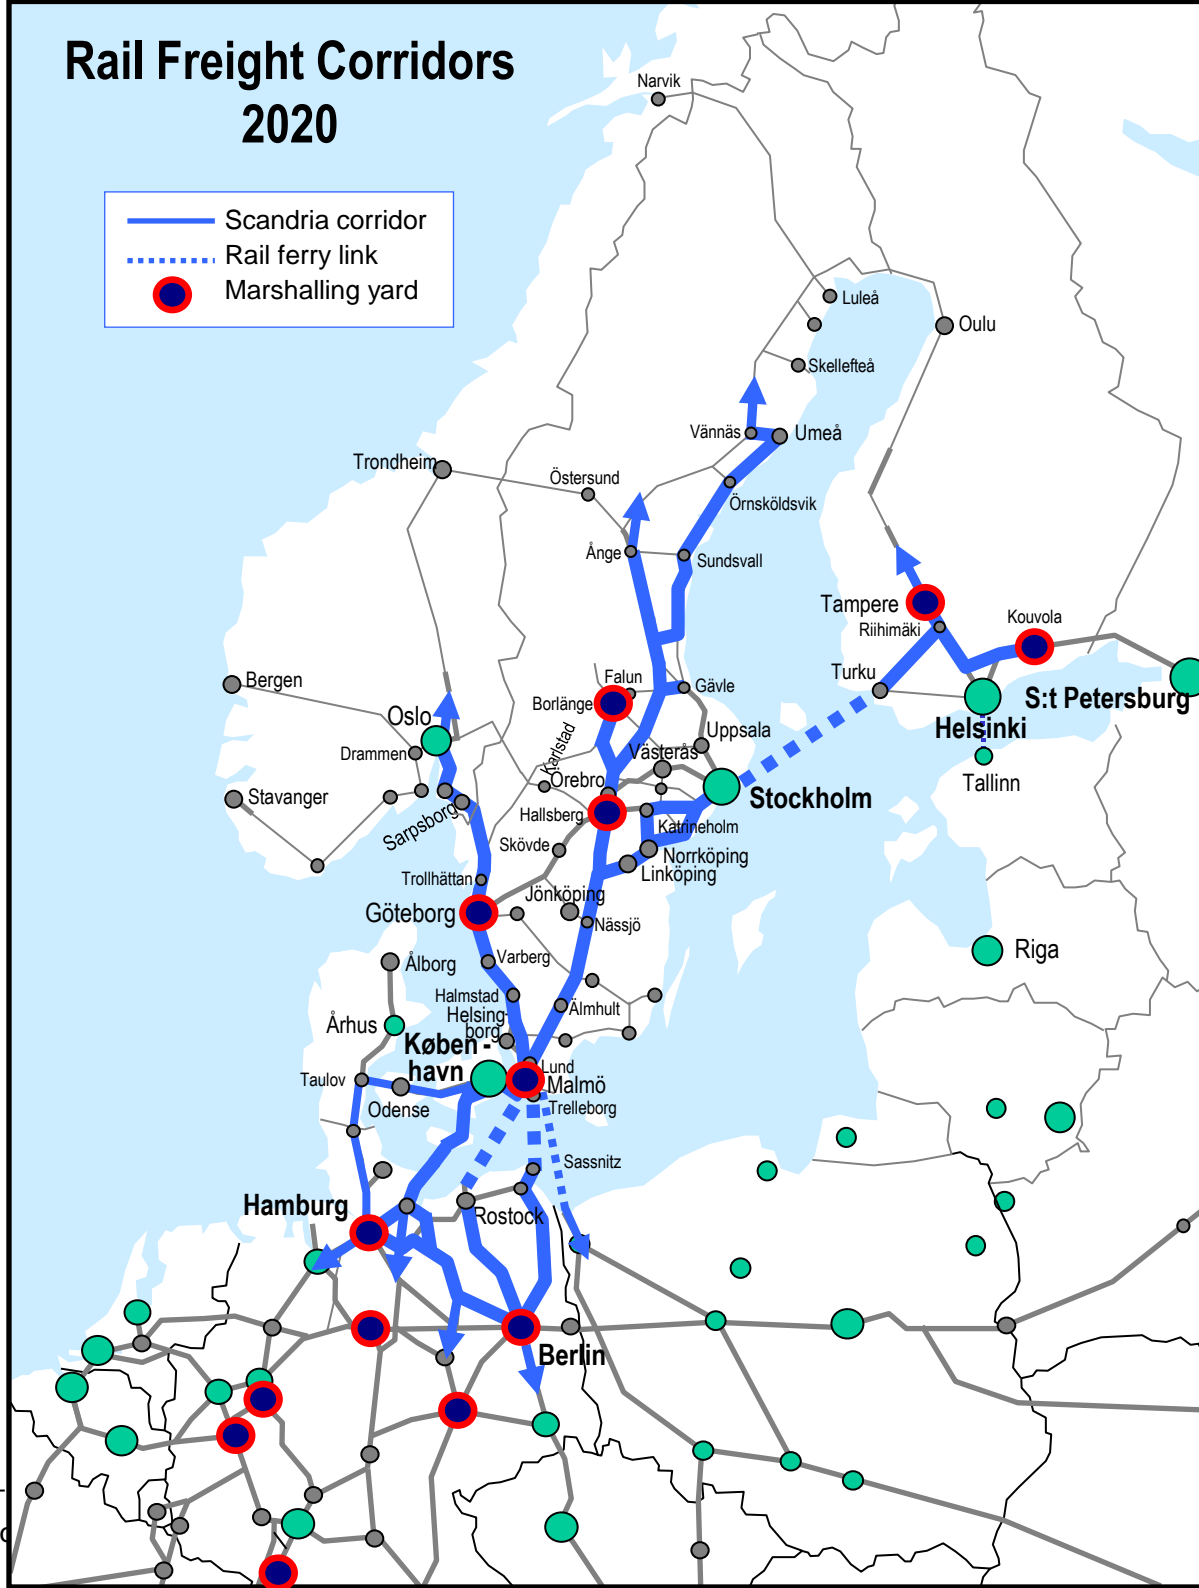 Rail Freight Corridors
2020
Scandria corridor
Rail ferry link
Marshalling yard
Narvik
Luleå
Oulu
Skellefteå
Vännäs
Umeå
Trondheim
Östersund
Örnsköldsvik
Ånge
Sundsvall
Tampere
Riihimäki
Kouvola
Turku
S:t Petersburg
Helsinki
Tallinn
Bergen
Falun
Gävle
Borlänge
Oslo
Uppsala
Drammen
Karlstad
Västerås
Örebro
Stockholm
Stavanger
Sarpsborg
Hallsberg
Katrineholm
Skövde
Norrköping
Linköping
Trollhättan
Jönköping
Göteborg
Nässjö
Riga
Varberg
Ålborg
Halmstad
Älmhult
Helsing-
borg
Århus
Køben -
havn
Lund
Taulov
Malmö
Odense
Trelleborg
Sassnitz
Hamburg
Rostock
Berlin